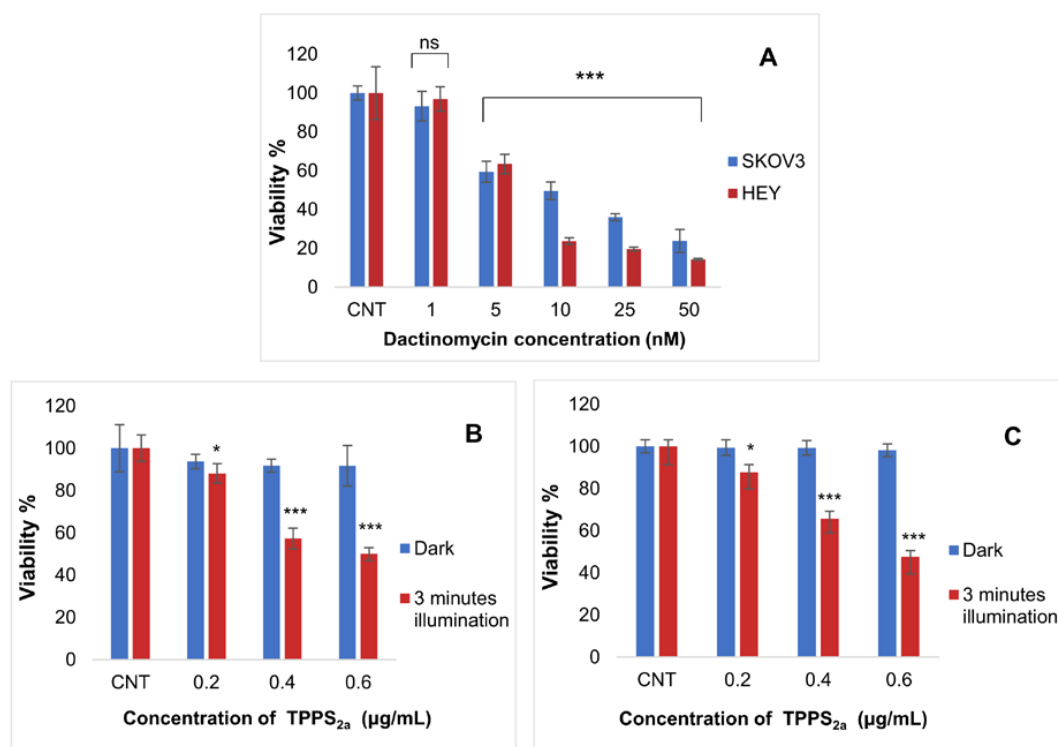 A
ns
***
120
100
80
60
40
20
0
Viability %
CNT 1 5 10 25 50
Dactinomycin concentration (nM)
SKOV3
HEY
B
120
100
80
60
40
20
0
Viability %
*
***
***
CNT 0.2 0.4 0.6
Concentration of TPPS2a (µg/mL)
Dark
3 minutes
illumination
C
120
100
80
60
40
20
0
Viability %
*
***
***
CNT 0.2 0.4 0.6
Concentration of TPPS2a (µg/mL)
Dark
3 minutes
illumination